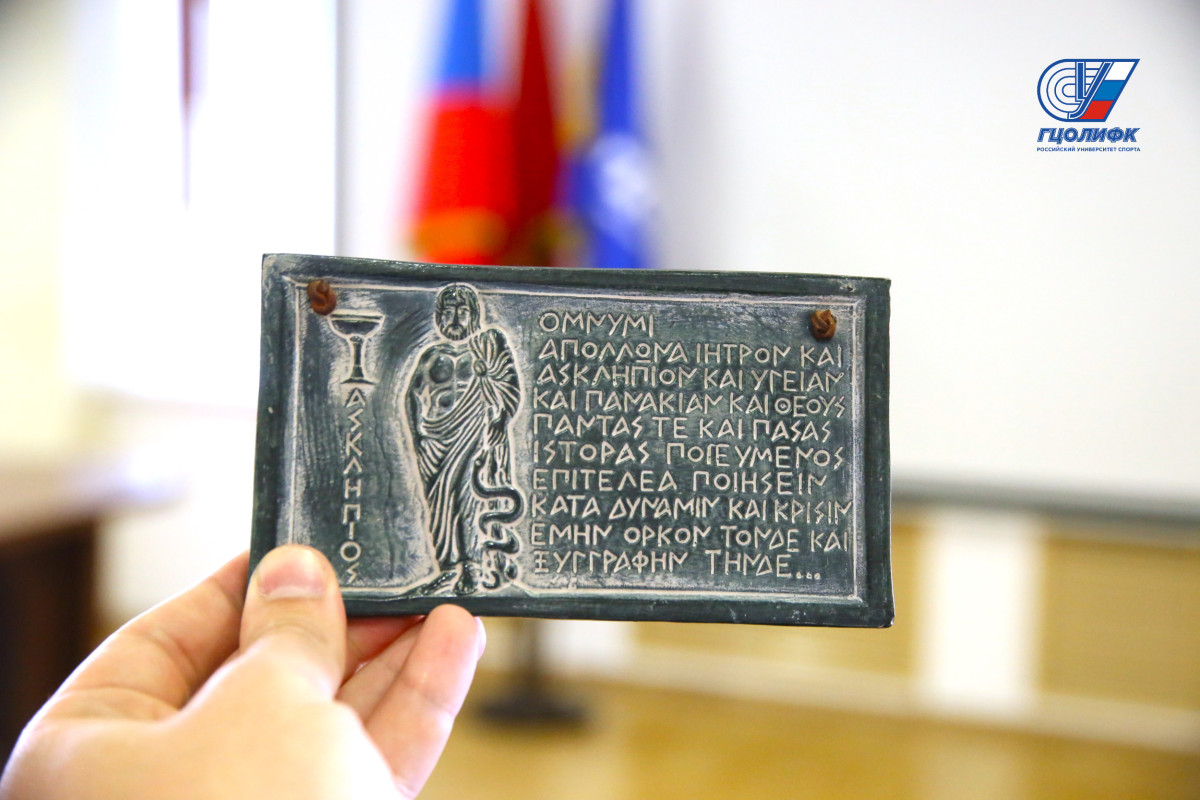 ГЦОЛИФК
РОССИЙСКИЙ УНИВЕРСИТЕТ СПОРТА
ΑΣΚΛΗΠΙΟΣ
ΟΜΝΥΜΙ
ΑΠΟΛΛΩΝΑ ΙΗΤΡΟΝ ΚΑΙ
ΑΣΚΛΗΠΙΟΝ ΚΑΙ ΥΓΕΙΑΝ
ΚΑΙ ΠΑΝΑΚΙΑΝ ΚΑΙ ΘΕΟΥΣ
ΠΑΝΤΑΣ ΤΕ ΚΑΙ ΠΑΣΑΣ
ΙΣΤΟΡΑΣ ΠΟΙΕΥΜΕΝΟΣ
ΕΠΙΤΕΛΕΑ ΠΟΙΗΣΕΙΝ
ΚΑΤΑ ΔΥΝΑΜΙΝ ΚΑΙ ΚΡΙΣΙΝ
ΕΜΗΝ ΟΡΚΟΝ ΤΟΝΔΕ ΚΑΙ
ΞΥΓΓΡΑΦΗΝ ΤΗΝΔΕ...